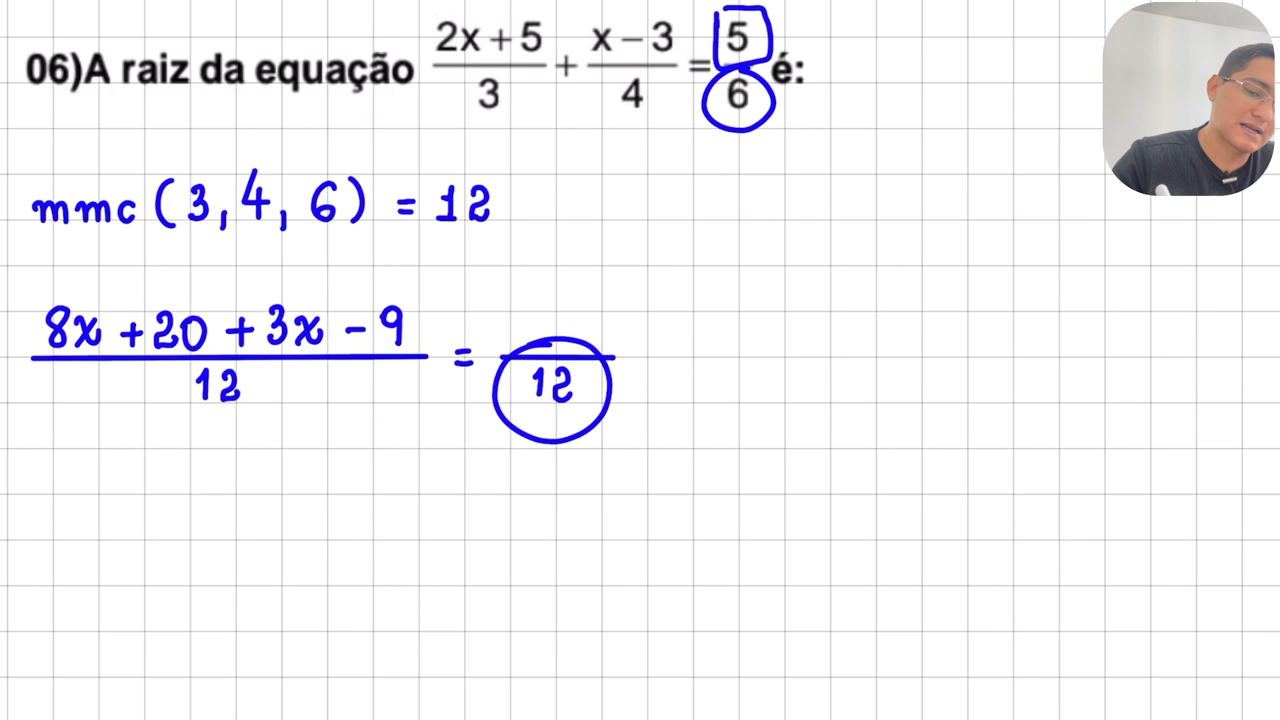 06)A raiz da equação (2x + 5)/3 + (x − 3)/4 = 5/6 é:
mmc (3, 4, 6) = 12
(8x + 20 + 3x − 9)/12 = /12